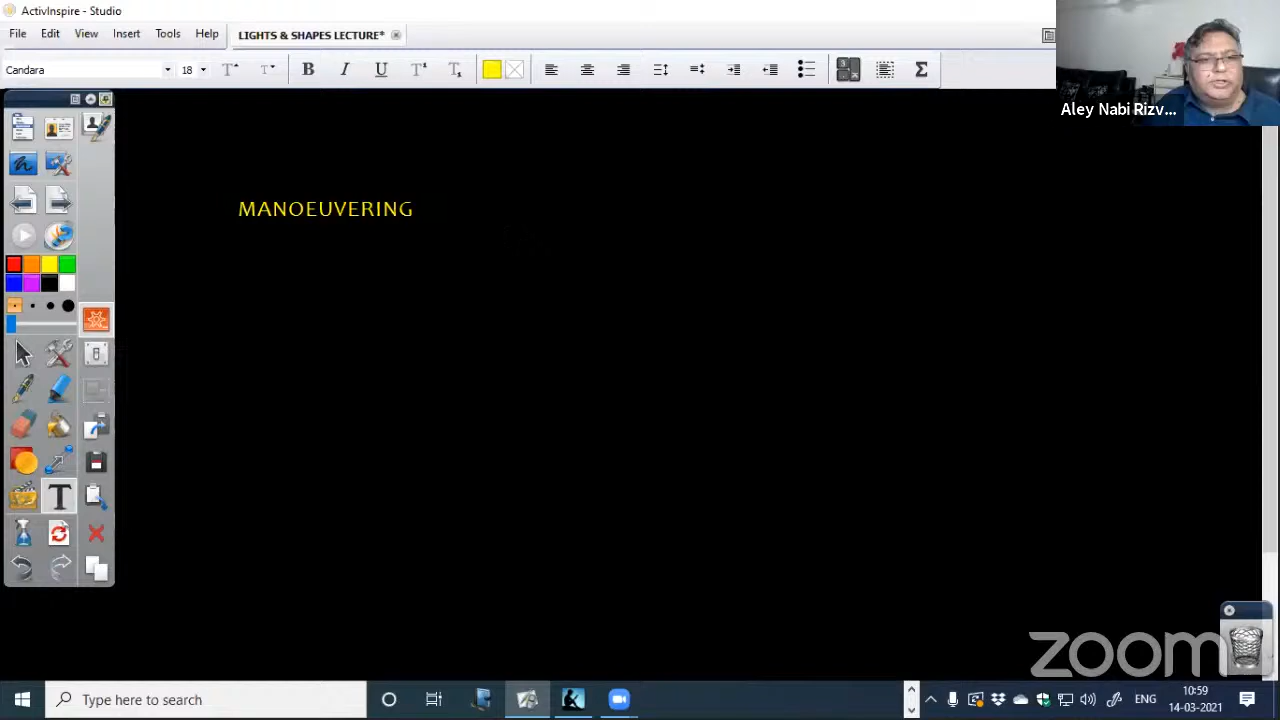 ActivInspire - Studio
File Edit View Insert Tools Help LIGHTS & SHAPES LECTURE*
Candara 18 T T B I U T T Σ
Aley Nabi Rizv...
MANOEUVERING
T
zoom
Type here to search
ENG
10:59
14-03-2021